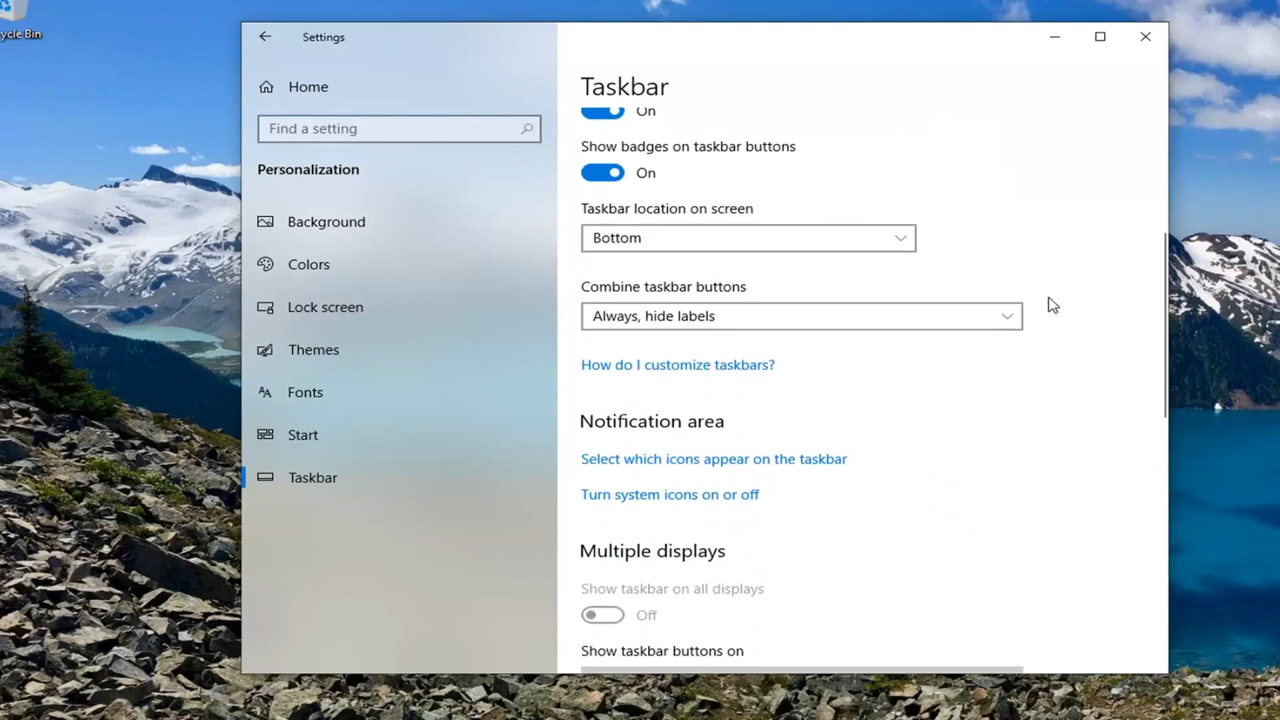 Recycle Bin
Settings
Home
Find a setting
Personalization
Background
Colors
Lock screen
Themes
Fonts
Start
Taskbar
Taskbar
On
Show badges on taskbar buttons
On
Taskbar location on screen
Bottom
Combine taskbar buttons
Always, hide labels
How do I customize taskbars?
Notification area
Select which icons appear on the taskbar
Turn system icons on or off
Multiple displays
Show taskbar on all displays
Off
Show taskbar buttons on